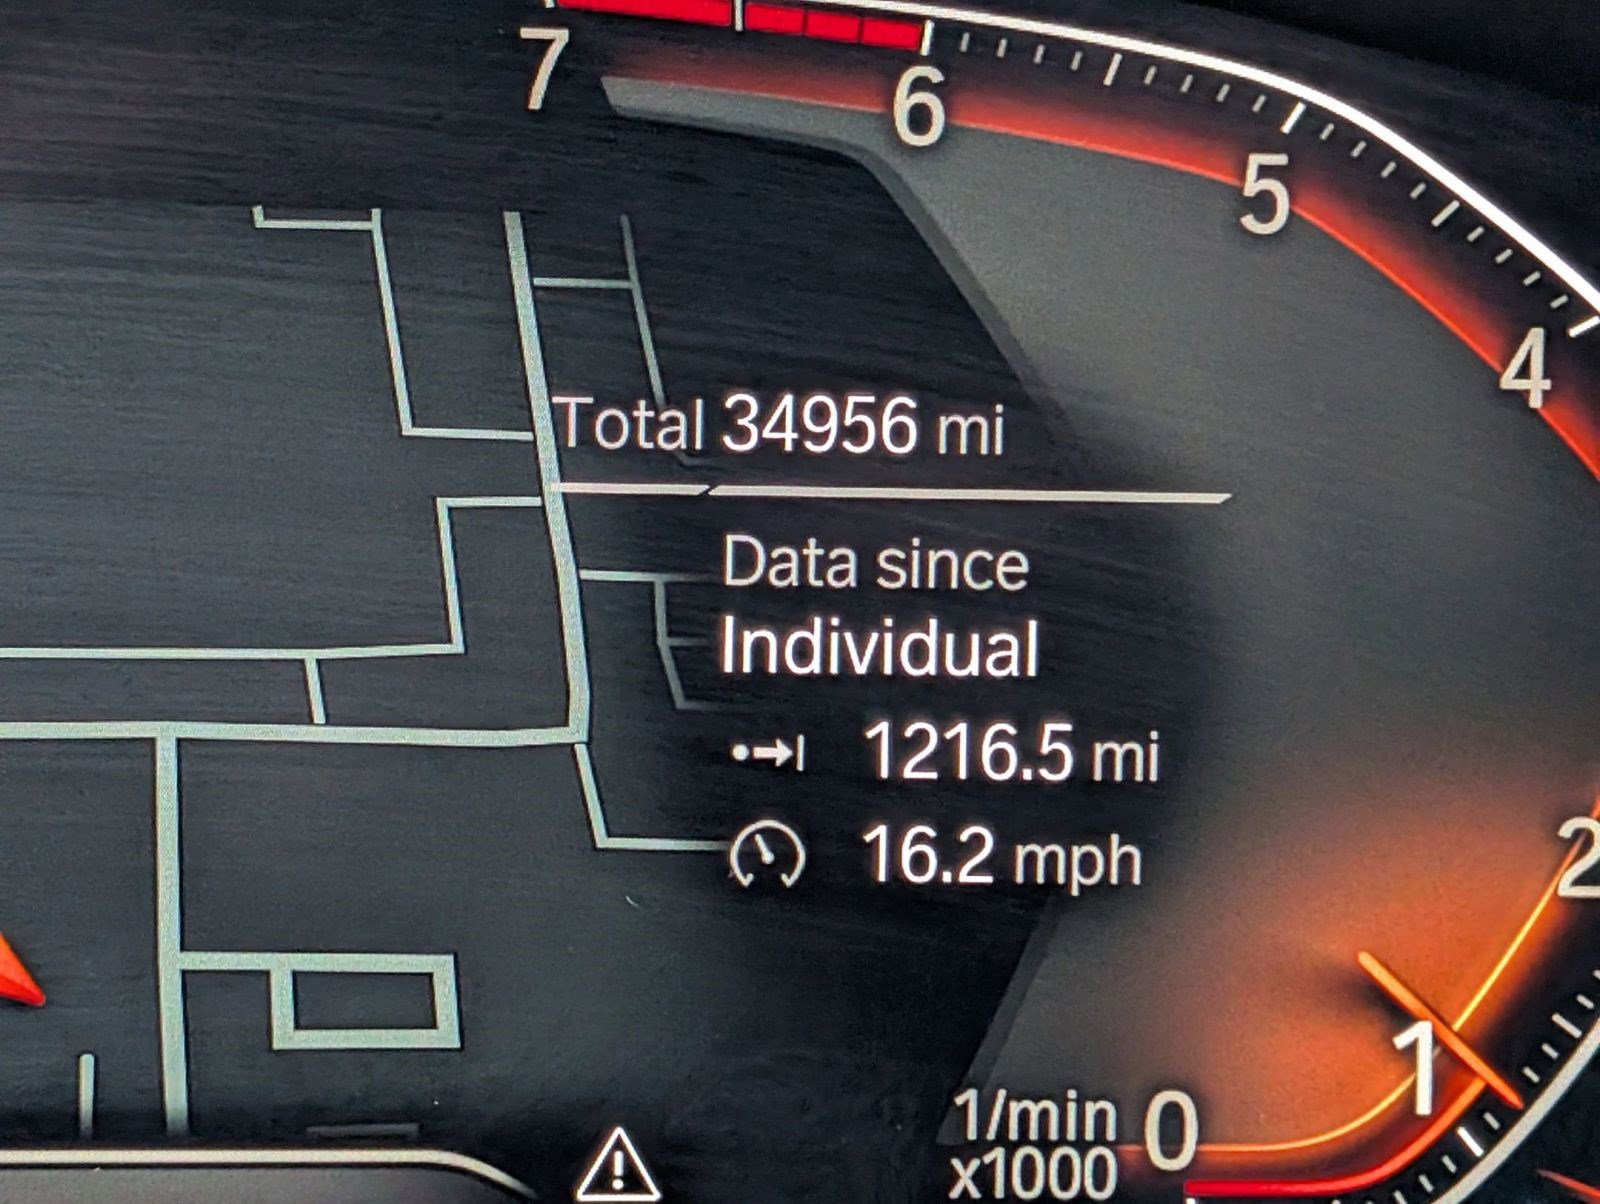 7
6
5
4
Total 34956 mi
Data since
Individual
1216.5 mi
16.2 mph
2
1
1/min 0
x1000